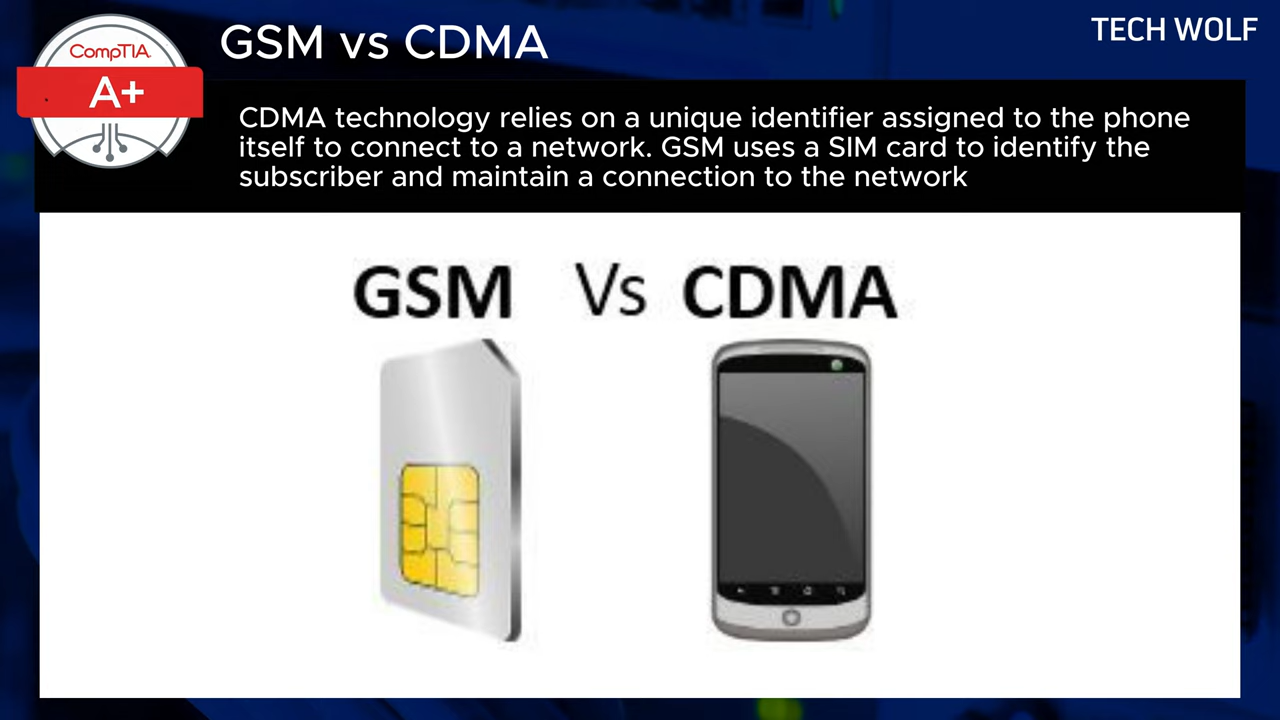 CompTIA.
A+
GSM vs CDMA
TECH WOLF
CDMA technology relies on a unique identifier assigned to the phone
itself to connect to a network. GSM uses a SIM card to identify the
subscriber and maintain a connection to the network
GSM Vs CDMA